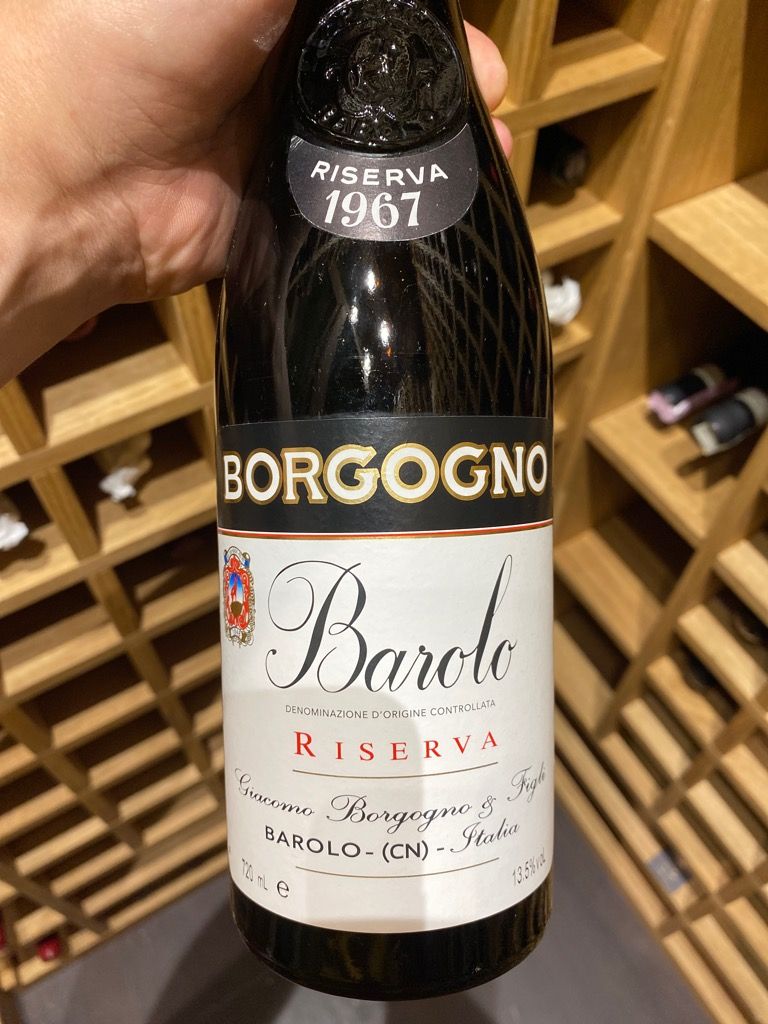 BAROLO
RISERVA
1967
BORGOGNO
Barolo
DENOMINAZIONE D'ORIGINE CONTROLLATA
RISERVA
Giacomo Borgogno & Figli
BAROLO - (CN) - Italia
720 mL e
13.5% vol